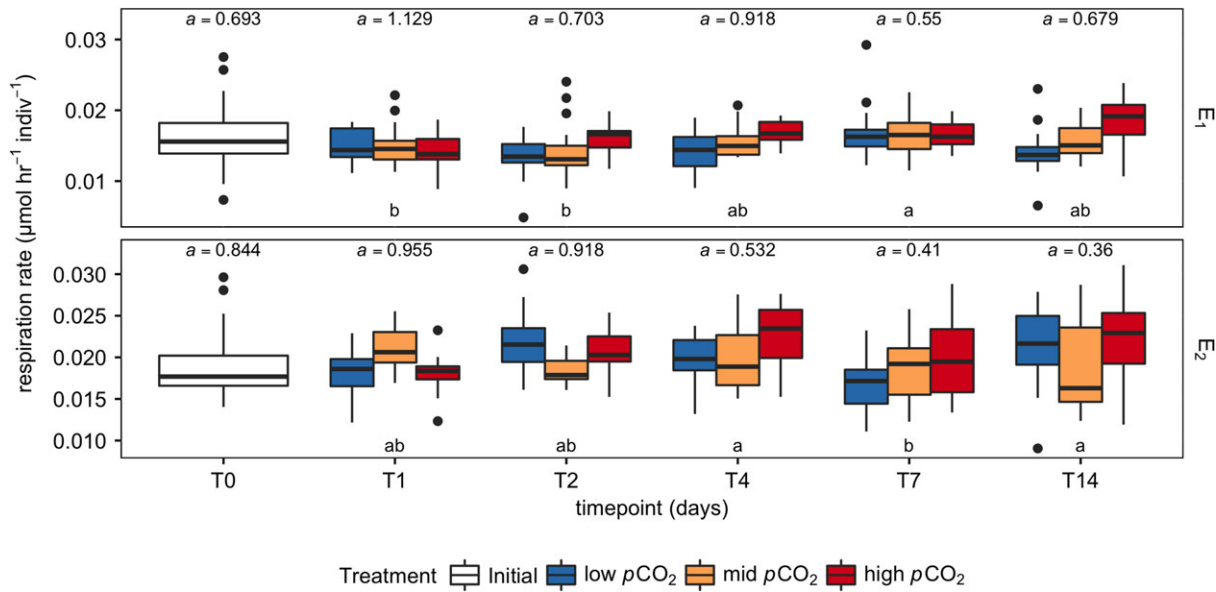 a = 0.693 a = 1.129 a = 0.703 a = 0.918 a = 0.55 a = 0.679
0.03
0.02
0.01
b b ab a ab
E₁
respiration rate (μmol hr⁻¹ indiv⁻¹)
a = 0.844 a = 0.955 a = 0.918 a = 0.532 a = 0.41 a = 0.36
0.030
0.025
0.020
0.015
0.010
ab ab a b a
E₂
T0 T1 T2 T4 T7 T14
timepoint (days)
Treatment Initial low pCO₂ mid pCO₂ high pCO₂